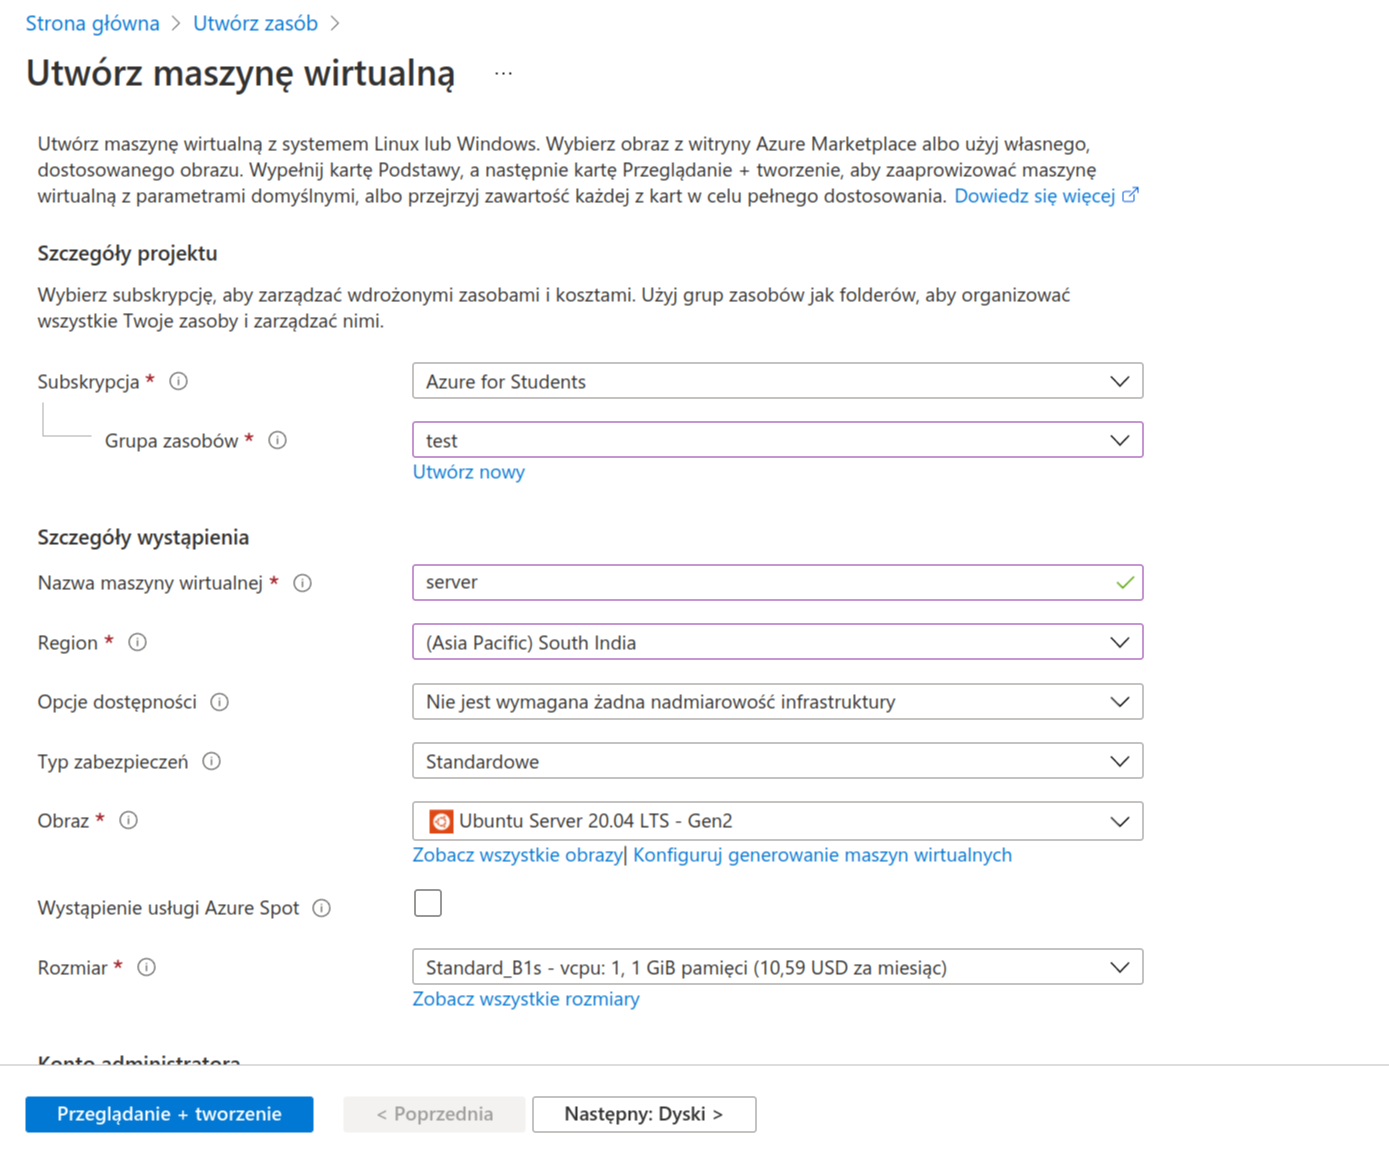 Strona główna > Utwórz zasób >
Utwórz maszynę wirtualną ...
Utwórz maszynę wirtualną z systemem Linux lub Windows. Wybierz obraz z witryny Azure Marketplace albo użyj własnego,
dostosowanego obrazu. Wypełnij kartę Podstawy, a następnie kartę Przeglądanie + tworzenie, aby zaaprowizować maszynę
wirtualną z parametrami domyślnymi, albo przejrzyj zawartość każdej z kart w celu pełnego dostosowania. Dowiedz się więcej
Szczegóły projektu
Wybierz subskrypcję, aby zarządzać wdrożonymi zasobami i kosztami. Użyj grup zasobów jak folderów, aby organizować
wszystkie Twoje zasoby i zarządzać nimi.
Subskrypcja * Azure for Students
Grupa zasobów * test
Utwórz nowy
Szczegóły wystąpienia
Nazwa maszyny wirtualnej * server
Region * (Asia Pacific) South India
Opcje dostępności Nie jest wymagana żadna nadmiarowość infrastruktury
Typ zabezpieczeń Standardowe
Obraz * Ubuntu Server 20.04 LTS - Gen2
Zobacz wszystkie obrazy| Konfiguruj generowanie maszyn wirtualnych
Wystąpienie usługi Azure Spot
Rozmiar * Standard_B1s - vcpu: 1, 1 GiB pamięci (10,59 USD za miesiąc)
Zobacz wszystkie rozmiary
Konto administratora
Przeglądanie + tworzenie < Poprzednia Następny: Dyski >